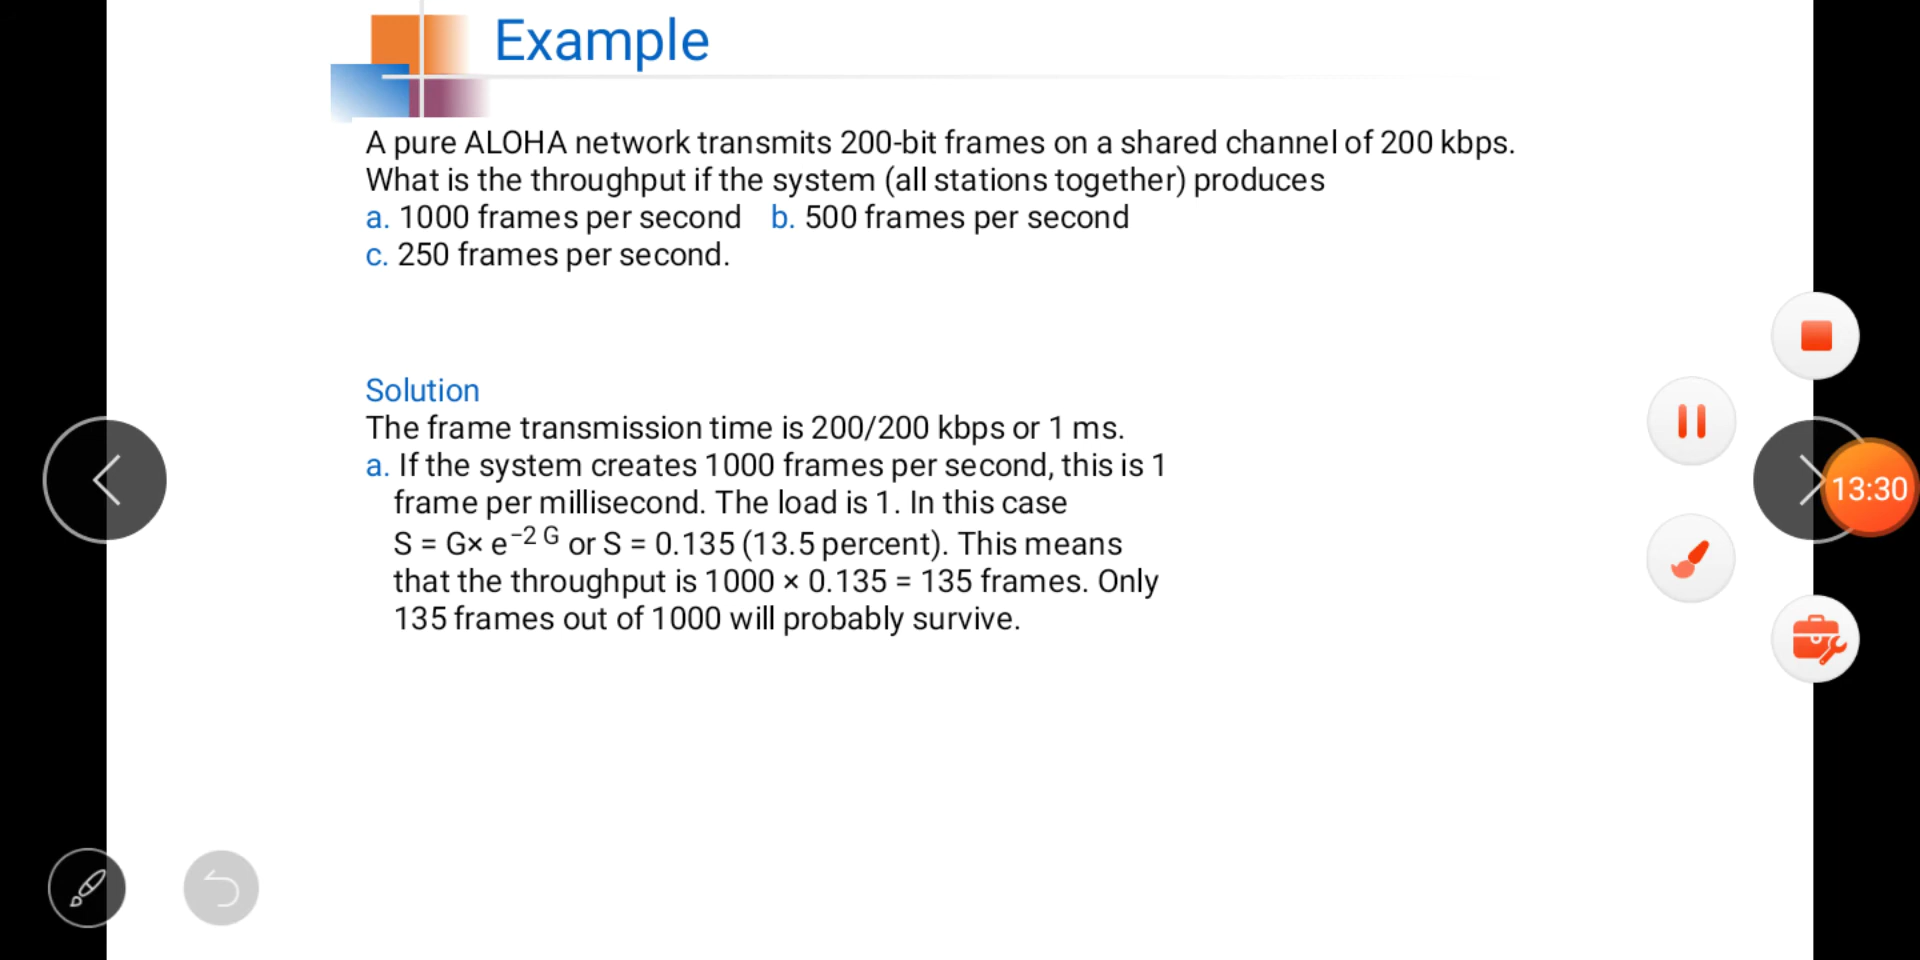 Example
A pure ALOHA network transmits 200-bit frames on a shared channel of 200 kbps.
What is the throughput if the system (all stations together) produces
a. 1000 frames per second b. 500 frames per second
c. 250 frames per second.
Solution
The frame transmission time is 200/200 kbps or 1 ms.
a. If the system creates 1000 frames per second, this is 1
frame per millisecond. The load is 1. In this case
S = G× e⁻² ᴳ or S = 0.135 (13.5 percent). This means
that the throughput is 1000 × 0.135 = 135 frames. Only
135 frames out of 1000 will probably survive.
13:30